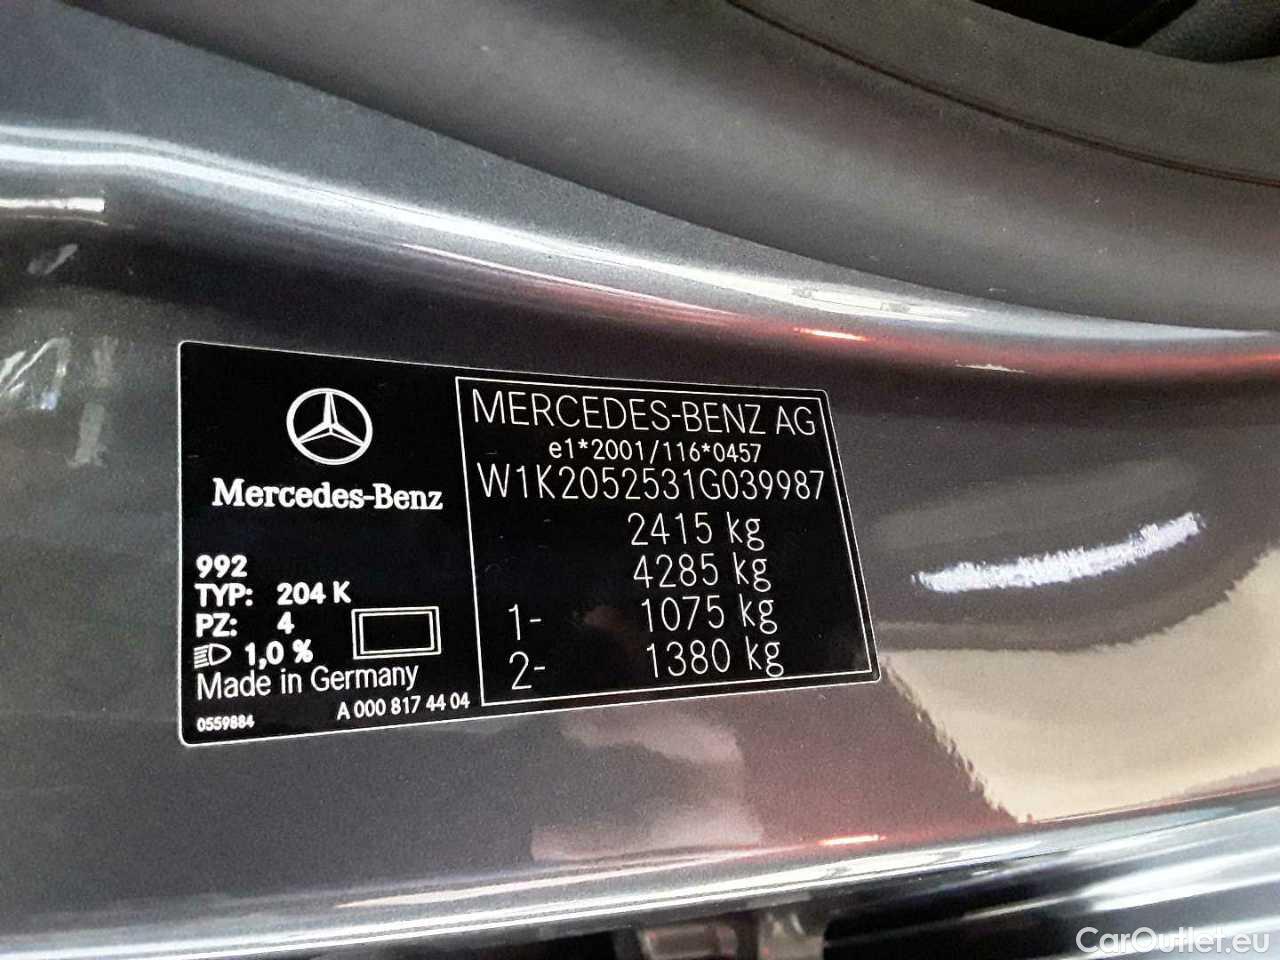 Mercedes-Benz
992
TYP: 204 K
PZ: 4
1,0 %
Made in Germany
0559884
A 000 817 44 04
MERCEDES-BENZ AG
e1*2001/116*0457
W1K2052531G039987
2415 kg
4285 kg
1- 1075 kg
2- 1380 kg
CarOutlet.eu